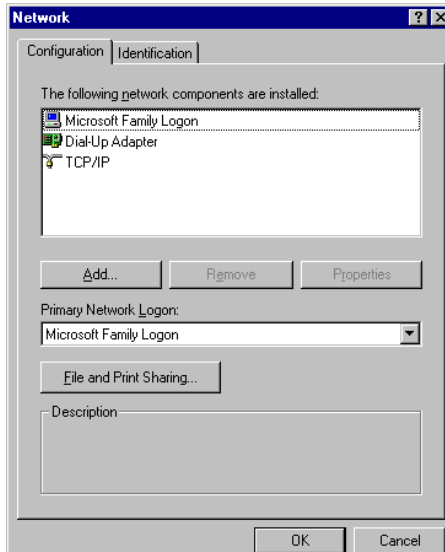 Network
Configuration Identification
The following network components are installed:
Microsoft Family Logon
Dial-Up Adapter
TCP/IP
Add... Remove Properties
Primary Network Logon:
Microsoft Family Logon
File and Print Sharing...
Description
OK Cancel